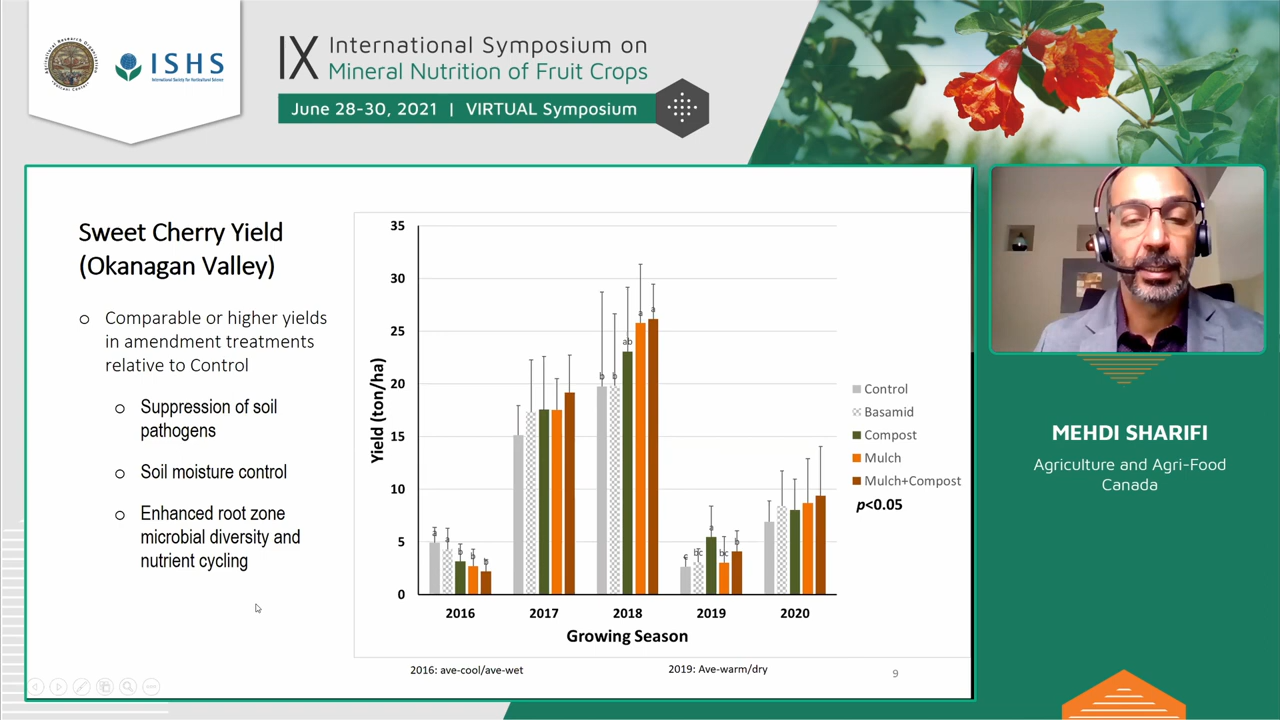 ISHS
International Society for Horticultural Science
IX International Symposium on
Mineral Nutrition of Fruit Crops
June 28-30, 2021 | VIRTUAL Symposium
Sweet Cherry Yield
(Okanagan Valley)
o Comparable or higher yields
in amendment treatments
relative to Control
o Suppression of soil
pathogens
o Soil moisture control
o Enhanced root zone
microbial diversity and
nutrient cycling
Yield (ton/ha)
35
30
25
20
15
10
5
0
a a b b b
b b ab a a
c bc a bc b
2016 2017 2018 2019 2020
Growing Season
Control
Basamid
Compost
Mulch
Mulch+Compost
p<0.05
2016: ave-cool/ave-wet
2019: Ave-warm/dry
9
MEHDI SHARIFI
Agriculture and Agri-Food
Canada